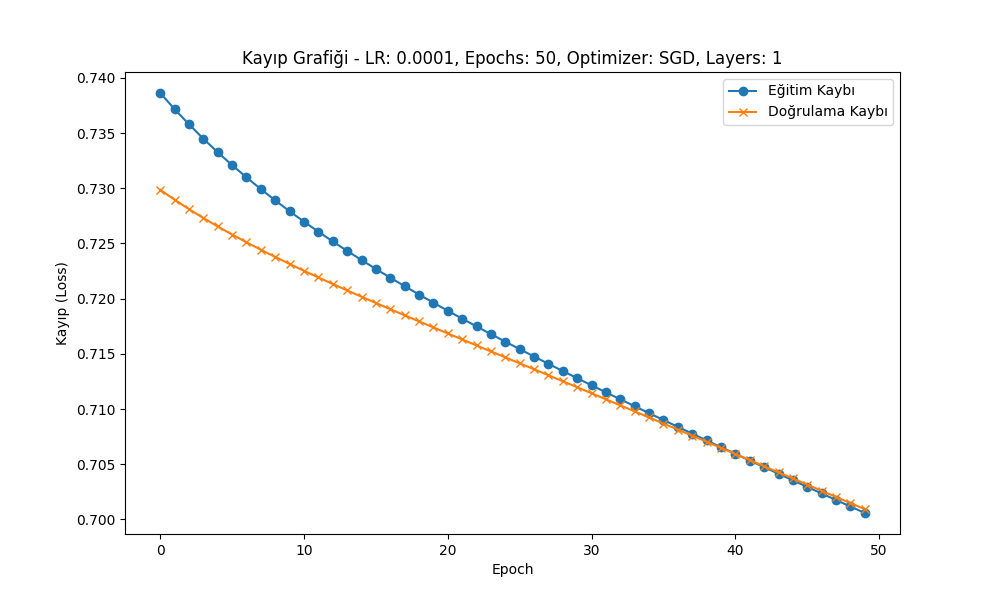 Kayıp Grafiği - LR: 0.0001, Epochs: 50, Optimizer: SGD, Layers: 1
Eğitim Kaybı
Doğrulama Kaybı
Kayıp (Loss)
0.740
0.735
0.730
0.725
0.720
0.715
0.710
0.705
0.700
0 10 20 30 40 50
Epoch